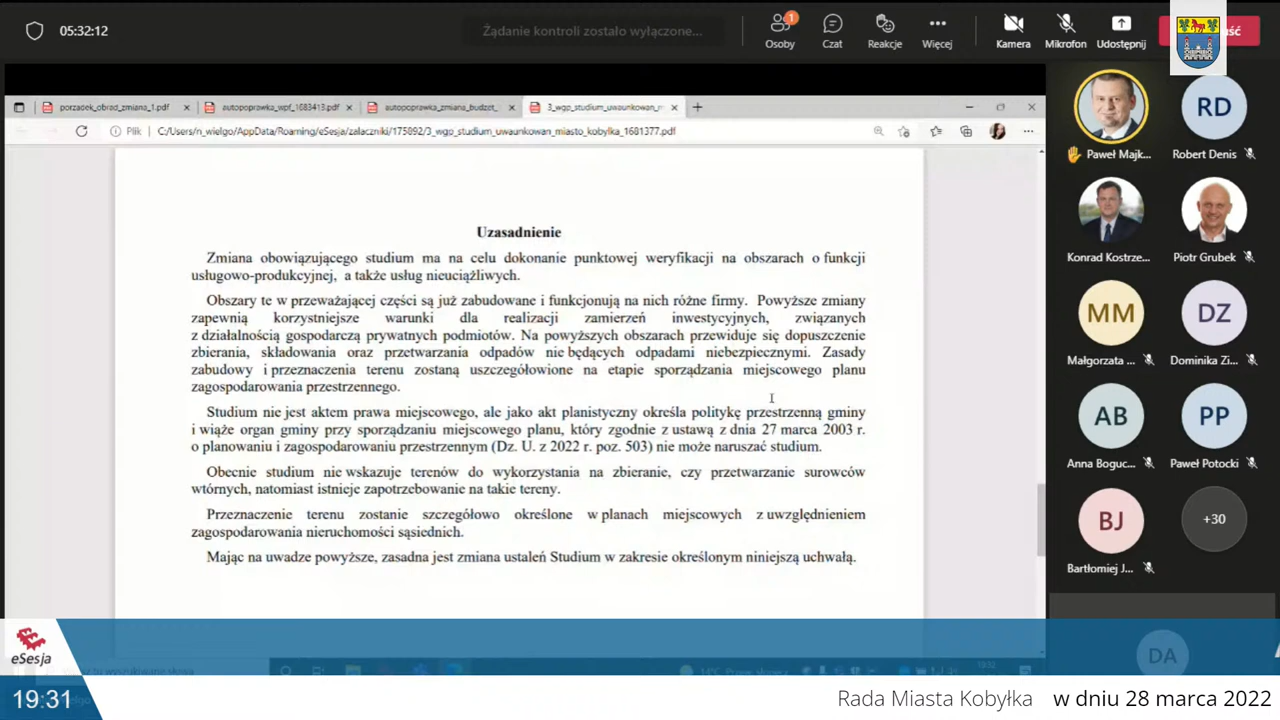 05:32:12
Żądanie kontroli zostało wyłączone...
1
Osoby
Czat
Reakcje
Więcej
Kamera
Mikrofon
Udostępnij
porzadek_obrad_zmiana_1.pdf
autopoprawka_wpf_1683413.pdf
autopoprawka_zmiana_budzet_
3_wgp_studium_uwaunkowan_m
Plik
C:/Users/n_wielgo/AppData/Roaming/eSesja/zalaczniki/175892/3_wgp_studium_uwaunkowan_miasto_kobylka_1681377.pdf
Uzasadnienie
Zmiana obowiązującego studium ma na celu dokonanie punktowej weryfikacji na obszarach o funkcji
usługowo-produkcyjnej, a także usług nieuciążliwych.
Obszary te w przeważającej części są już zabudowane i funkcjonują na nich różne firmy. Powyższe zmiany
zapewnią korzystniejsze warunki dla realizacji zamierzeń inwestycyjnych, związanych
z działalnością gospodarczą prywatnych podmiotów. Na powyższych obszarach przewiduje się dopuszczenie
zbierania, składowania oraz przetwarzania odpadów nie będących odpadami niebezpiecznymi. Zasady
zabudowy i przeznaczenia terenu zostaną uszczegółowione na etapie sporządzania miejscowego planu
zagospodarowania przestrzennego.
Studium nie jest aktem prawa miejscowego, ale jako akt planistyczny określa politykę przestrzenną gminy
i wiąże organ gminy przy sporządzaniu miejscowego planu, który zgodnie z ustawą z dnia 27 marca 2003 r.
o planowaniu i zagospodarowaniu przestrzennym (Dz. U. z 2022 r. poz. 503) nie może naruszać studium.
Obecnie studium nie wskazuje terenów do wykorzystania na zbieranie, czy przetwarzanie surowców
wtórnych, natomiast istnieje zapotrzebowanie na takie tereny.
Przeznaczenie terenu zostanie szczegółowo określone w planach miejscowych z uwzględnieniem
zagospodarowania nieruchomości sąsiednich.
Mając na uwadze powyższe, zasadna jest zmiana ustaleń Studium w zakresie określonym niniejszą uchwałą.
Paweł Majk...
RD
Robert Denis
Konrad Kostrze...
Piotr Grubek
MM
Małgorzata ...
DZ
Dominika Zi...
AB
Anna Boguc...
PP
Paweł Potocki
BJ
Bartłomiej J...
+30
DA
eSesja
19:31
Rada Miasta Kobyłka w dniu 28 marca 2022